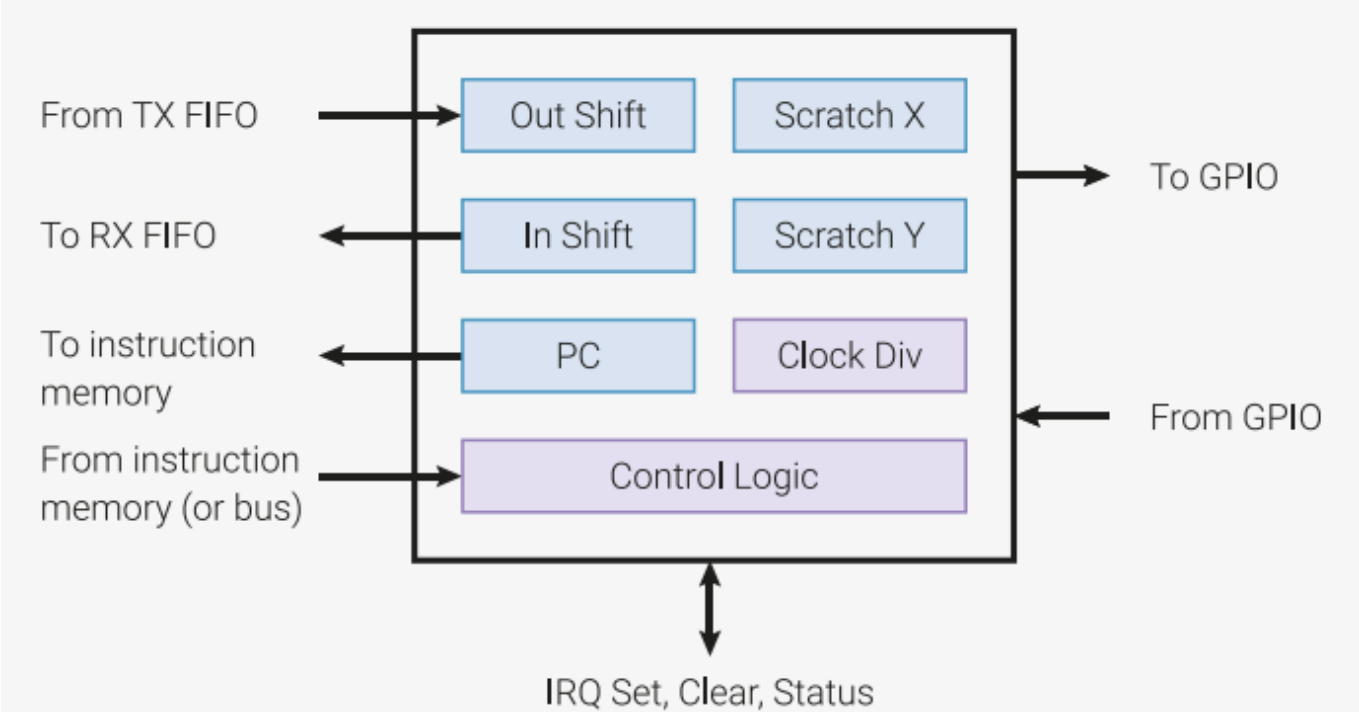 From TX FIFO
Out Shift
Scratch X
To GPIO
To RX FIFO
In Shift
Scratch Y
To instruction
memory
PC
Clock Div
From GPIO
From instruction
memory (or bus)
Control Logic
IRQ Set, Clear, Status